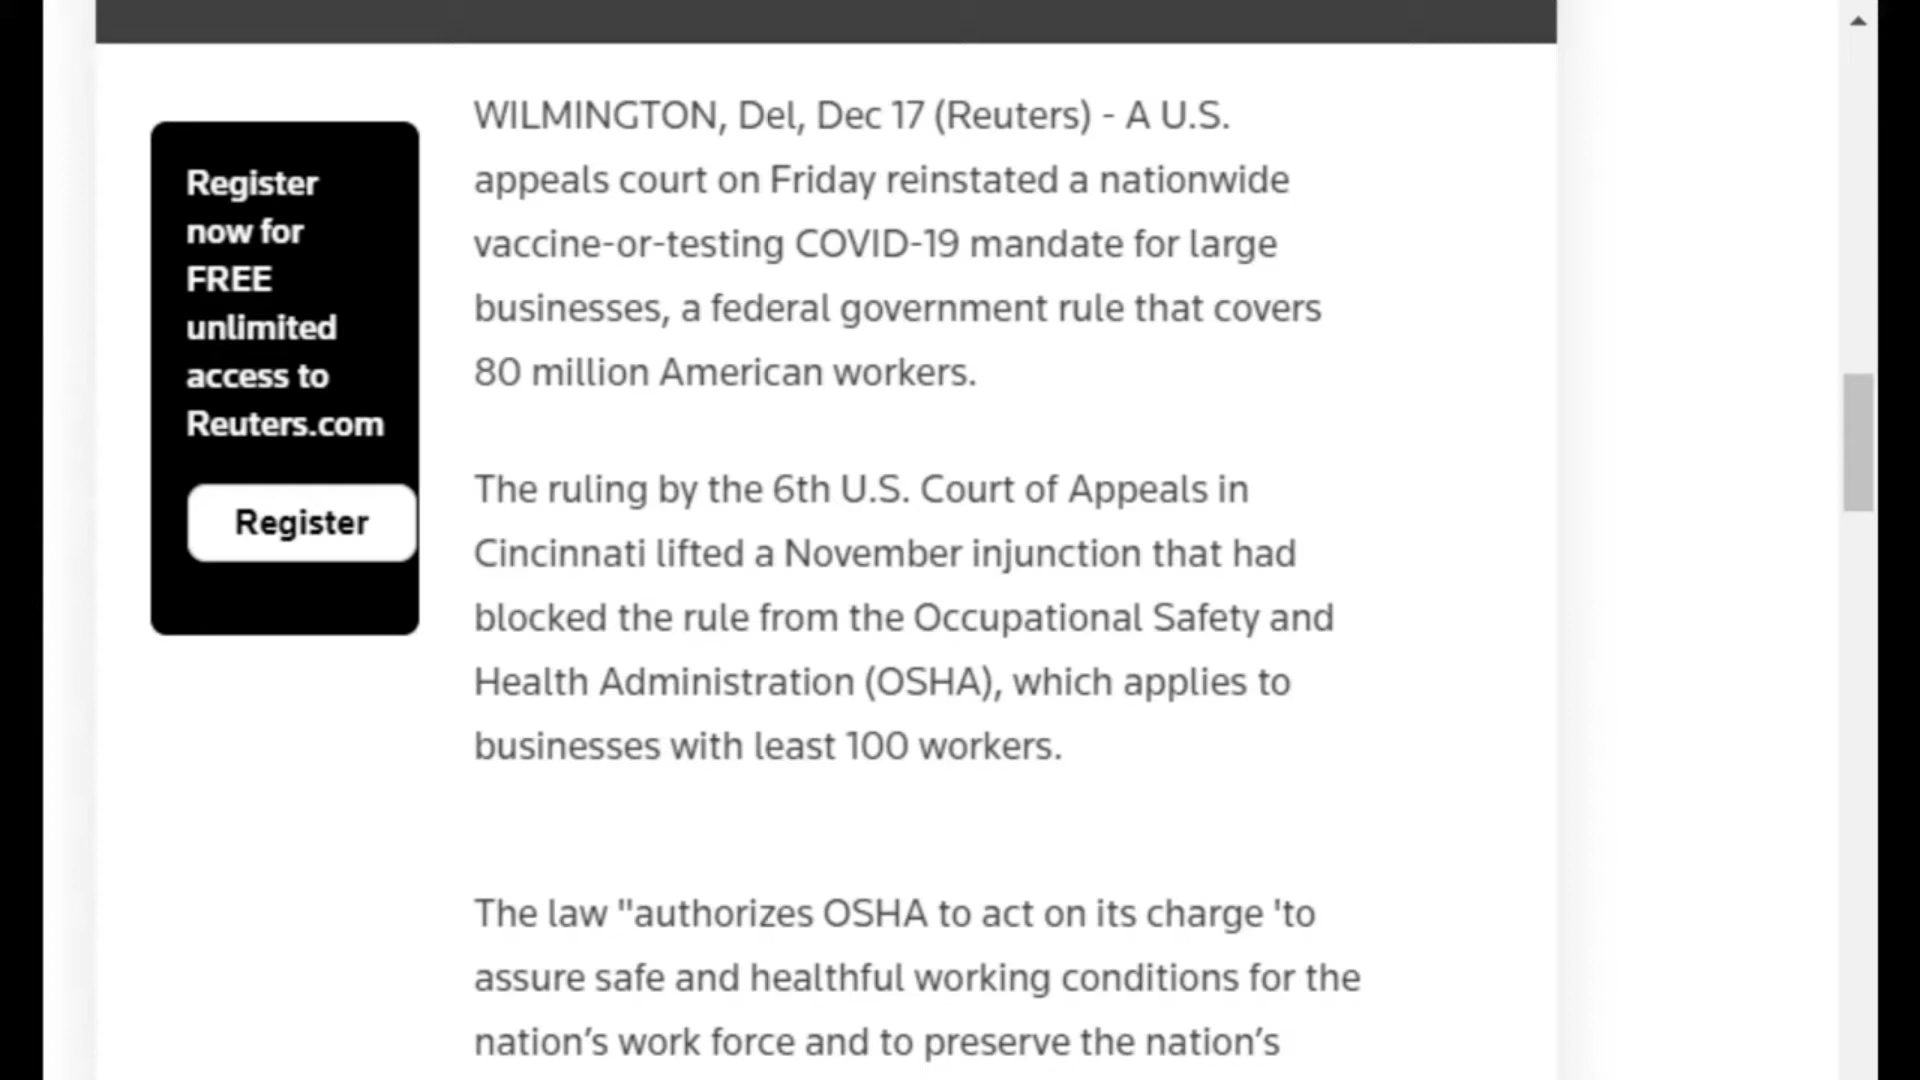 Register
now for
FREE
unlimited
access to
Reuters.com
Register
WILMINGTON, Del, Dec 17 (Reuters) - A U.S.
appeals court on Friday reinstated a nationwide
vaccine-or-testing COVID-19 mandate for large
businesses, a federal government rule that covers
80 million American workers.
The ruling by the 6th U.S. Court of Appeals in
Cincinnati lifted a November injunction that had
blocked the rule from the Occupational Safety and
Health Administration (OSHA), which applies to
businesses with least 100 workers.
The law "authorizes OSHA to act on its charge 'to
assure safe and healthful working conditions for the
nation’s work force and to preserve the nation’s